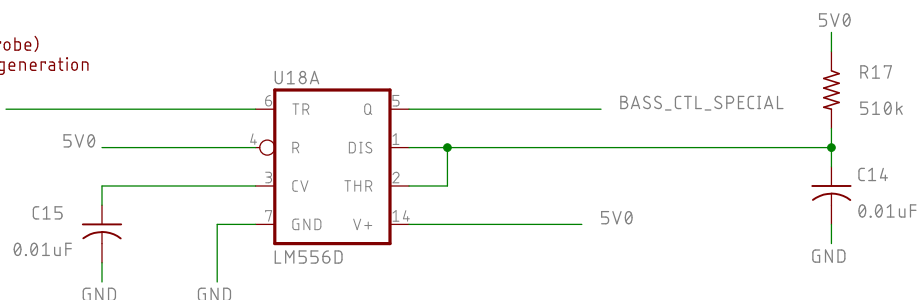 robe)
generation
U18A
6 TR Q 5
BASS_CTL_SPECIAL
5V0
R17
510k
5V0 4 R DIS 1
3 CV THR 2
C15
0.01uF
7 GND V+ 14
5V0
LM556D
C14
0.01uF
GND
GND
GND